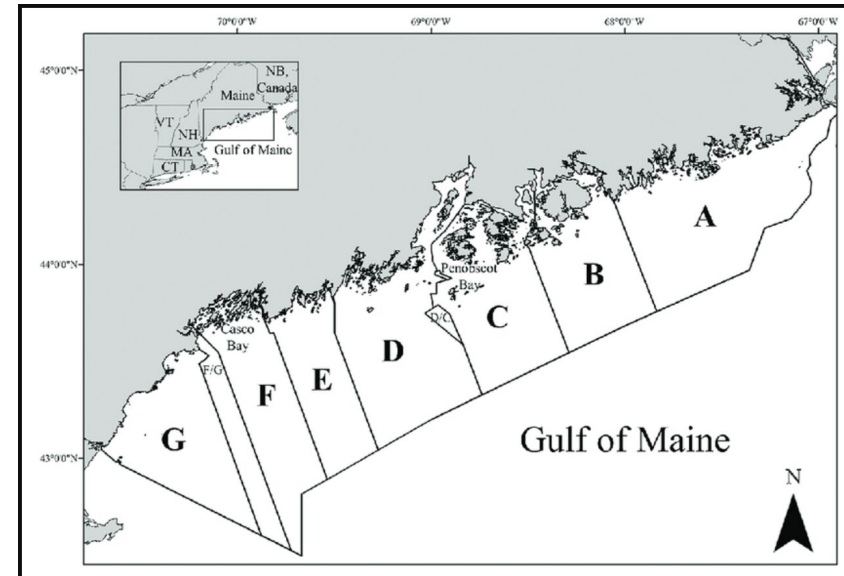 70°0'0"W
69°0'0"W
68°0'0"W
67°0'0"W
45°0'0"N
44°0'0"N
43°0'0"N
NB,
Canada
Maine
VT
NH
MA
CT
Gulf of Maine
A
B
Penobscot
Bay
C
D/C
D
Casco
Bay
E
F/G
F
G
Gulf of Maine
N